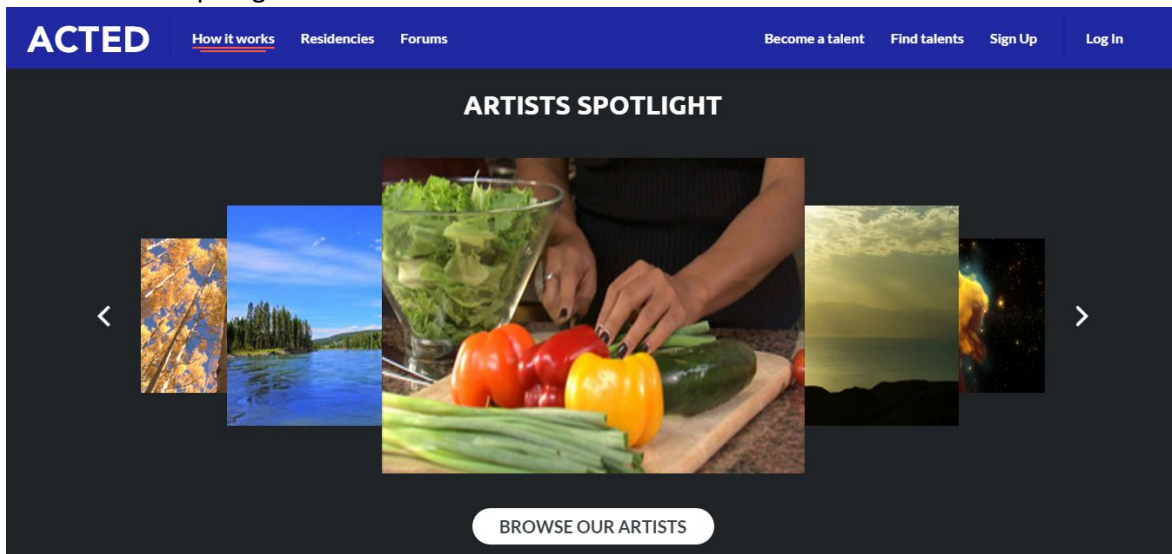 ACTED How it works Residencies Forums Become a talent Find talents Sign Up Log In
ARTISTS SPOTLIGHT
BROWSE OUR ARTISTS